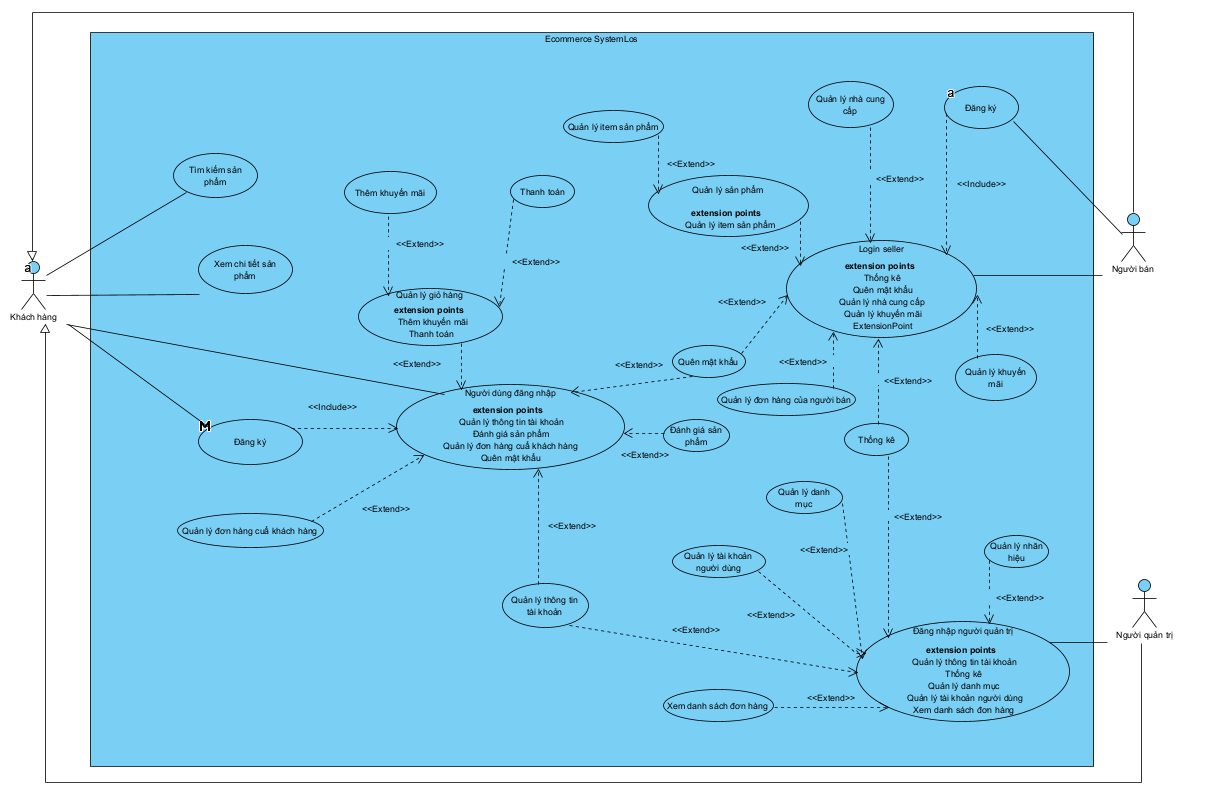 Ecommerce SystemLos
Quản lý nhà cung
cấp
a
Đăng ký
Quản lý item sản phẩm
<<Extend>>
<<Extend>>
<<Include>>
Tìm kiếm sản
phẩm
Thêm khuyến mãi
Thanh toán
Quản lý sản phẩm
extension points
Quản lý item sản phẩm
<<Extend>>
<<Extend>>
<<Extend>>
Xem chi tiết sản
phẩm
a
Khách hàng
Người bán
Login seller
extension points
Thống kê
Quên mật khẩu
Quản lý nhà cung cấp
Quản lý khuyến mãi
ExtensionPoint
Quản lý giỏ hàng
extension points
Thêm khuyến mãi
Thanh toán
<<Extend>>
<<Extend>>
<<Extend>>
<<Extend>>
Quên mật khẩu
<<Extend>>
<<Extend>>
Quản lý khuyến
mãi
Quản lý đơn hàng của người bán
Người dùng đăng nhập
extension points
Quản lý thông tin tài khoản
Đánh giá sản phẩm
Quản lý đơn hàng cuả khách hàng
Quên mật khẩu
<<Include>>
M
Đăng ký
Đánh giá sản
phẩm
<<Extend>>
Thống kê
Quản lý đơn hàng cuả khách hàng
<<Extend>>
<<Extend>>
Quản lý danh
mục
<<Extend>>
<<Extend>>
Quản lý tài khoản
người dùng
Quản lý nhãn
hiệu
<<Extend>>
Quản lý thông tin
tài khoản
<<Extend>>
<<Extend>>
Người quản trị
Đăng nhập người quản trị
extension points
Quản lý thông tin tài khoản
Thống kê
Quản lý danh mục
Quản lý tài khoản người dùng
Xem danh sách đơn hàng
Xem danh sách đơn hàng
<<Extend>>